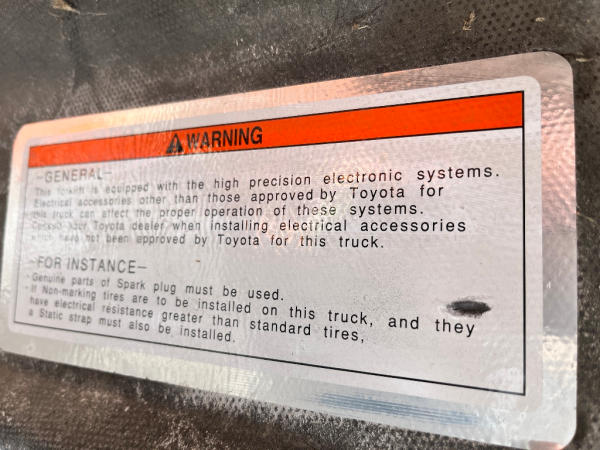 WARNING
-GENERAL-
This forklift is equipped with the high precision electronic systems.
Electrical accessories other than those approved by Toyota for
this truck can affect the proper operation of these systems.
Consult your Toyota dealer when installing electrical accessories
which have not been approved by Toyota for this truck.
-FOR INSTANCE-
-Genuine parts of Spark plug must be used.
-If Non-marking tires are to be installed on this truck, and they
have electrical resistance greater than standard tires,
a Static strap must also be installed.